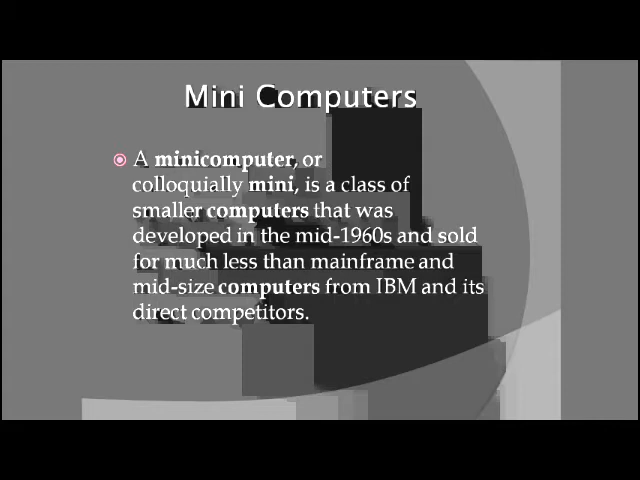 Mini Computers
A minicomputer, or
colloquially mini, is a class of
smaller computers that was
developed in the mid-1960s and sold
for much less than mainframe and
mid-size computers from IBM and its
direct competitors.